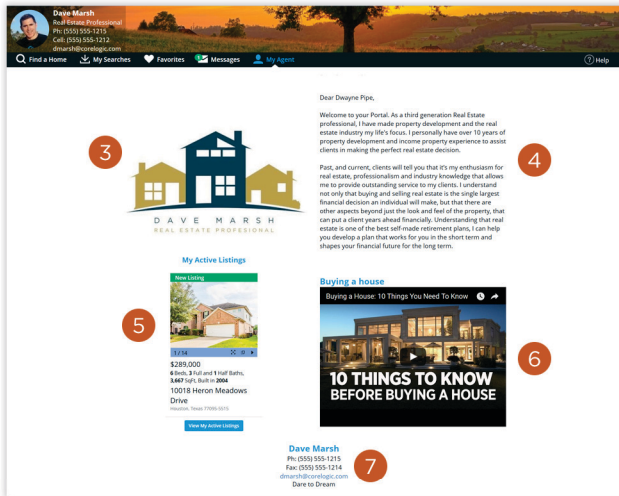 Dave Marsh
Real Estate Professional
Ph: (555) 555-1215
Cell: (555) 555-1212
dmarsh@corelogic.com
Find a Home
My Searches
Favorites
1
Messages
My Agent
? Help
3
DAVE MARSH
REAL ESTATE PROFESIONAL
Dear Dwayne Pipe,
Welcome to your Portal. As a third generation Real Estate
professional, I have made property development and the real
estate industry my life's focus. I personally have over 10 years of
property development and income property experience to assist
clients in making the perfect real estate decision.
Past, and current, clients will tell you that it's my enthusiasm for
real estate, professionalism and industry knowledge that allows
me to provide outstanding service to my clients. I understand
not only that buying and selling real estate is the single largest
financial decision an individual will make, but that there are
other aspects beyond just the look and feel of the property, that
can put a client years ahead financially. Understanding that real
estate is one of the best self-made retirement plans, I can help
you develop a plan that works for you in the short term and
shapes your financial future for the long term.
4
My Active Listings
New Listing
5
1 / 14
$289,000
6 Beds, 3 Full and 1 Half Baths,
3,667 SqFt, Built in 2004
10018 Heron Meadows
Drive
Houston, Texas 77095-5515
View My Active Listings
Buying a house
Buying a House: 10 Things You Need To Know
10 THINGS TO KNOW
BEFORE BUYING A HOUSE
6
Dave Marsh
Ph: (555) 555-1215
Fax: (555) 555-1214
dmarsh@corelogic.com
Dare to Dream
7